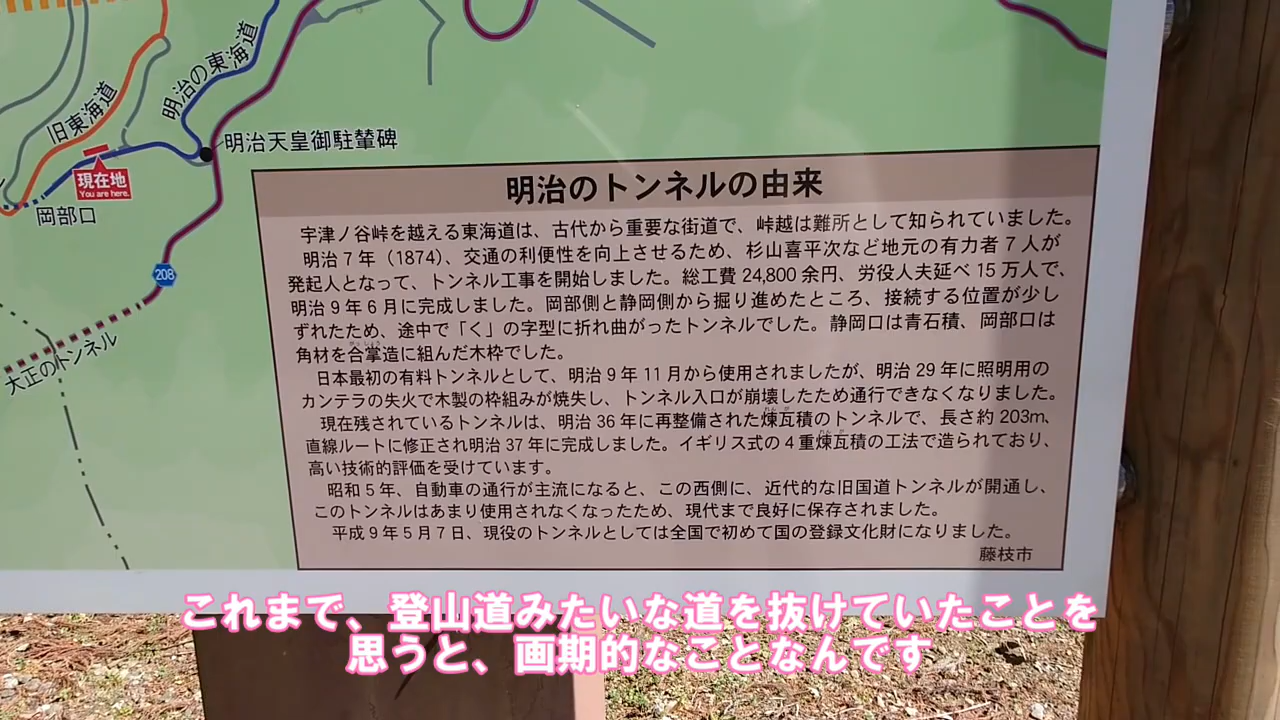 明治の東海道
旧東海道
明治天皇御駐輦碑
現在地
You are here.
岡部口
208
大正のトンネル
明治のトンネルの由来
宇津ノ谷峠を越える東海道は、古代から重要な街道で、峠越は難所として知られていました。
明治7年（1874）、交通の利便性を向上させるため、杉山喜平次など地元の有力者7人が
発起人となって、トンネル工事を開始しました。総工費24,800余円、労役人夫延べ15万人で、
明治9年6月に完成しました。岡部側と静岡側から掘り進めたところ、接続する位置が少し
ずれたため、途中で「く」の字型に折れ曲がったトンネルでした。静岡口は青石積、岡部口は
角材を合掌造に組んだ木枠でした。
日本最初の有料トンネルとして、明治9年11月から使用されましたが、明治29年に照明用の
カンテラの失火で木製の枠組みが焼失し、トンネル入口が崩壊したため通行できなくなりました。
現在残されているトンネルは、明治36年に再整備された煉瓦積のトンネルで、長さ約203m、
直線ルートに修正され明治37年に完成しました。イギリス式の4重煉瓦積の工法で造られており、
高い技術的評価を受けています。
昭和5年、自動車の通行が主流になると、この西側に、近代的な旧国道トンネルが開通し、
このトンネルはあまり使用されなくなったため、現代まで良好に保存されました。
平成9年5月7日、現役のトンネルとしては全国で初めて国の登録文化財になりました。
藤枝市
これまで、登山道みたいな道を抜けていたことを
思うと、画期的なことなんです